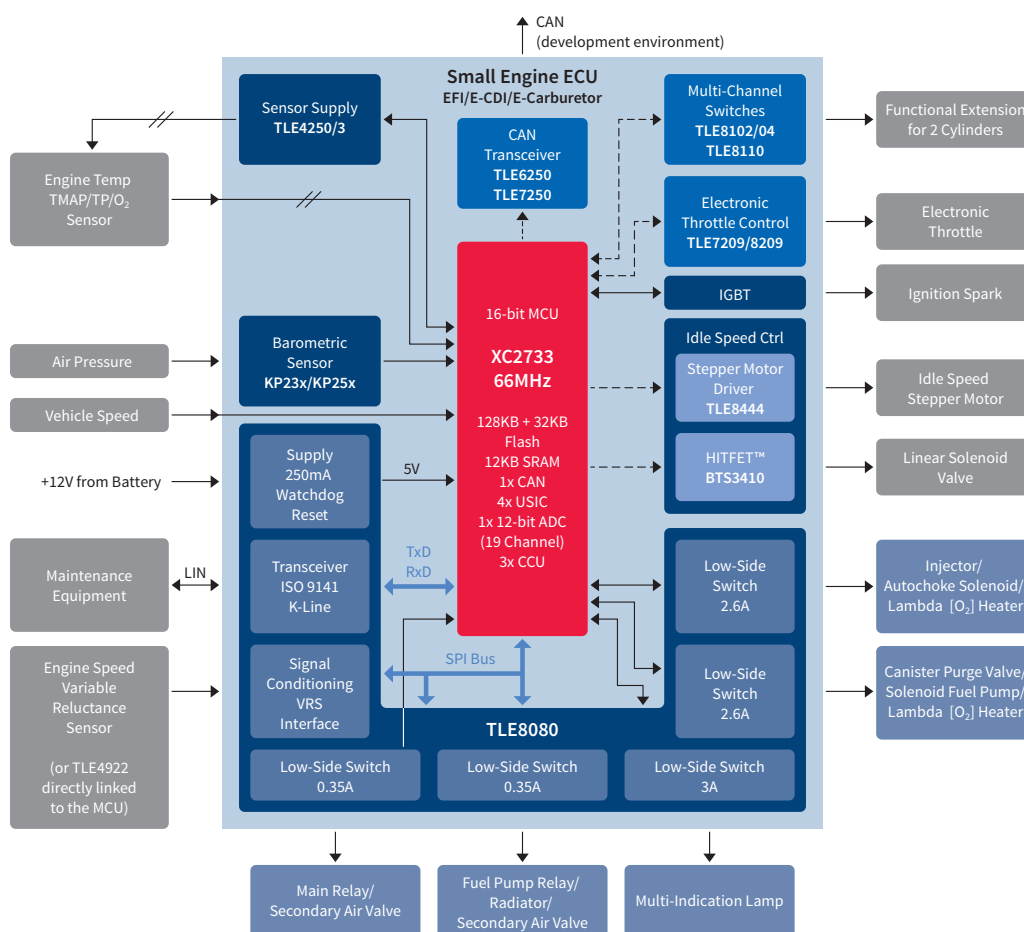 CAN
(development environment)
Small Engine ECU
EFI/E-CDI/E-Carburetor
Sensor Supply
TLE4250/3
CAN
Transceiver
TLE6250
TLE7250
Multi-Channel
Switches
TLE8102/04
TLE8110
Functional Extension
for 2 Cylinders
Engine Temp
TMAP/TP/O₂
Sensor
Electronic
Throttle Control
TLE7209/8209
Electronic
Throttle
IGBT
Ignition Spark
16-bit MCU
XC2733
66MHz
128KB + 32KB
Flash
12KB SRAM
1x CAN
4x USIC
1x 12-bit ADC
(19 Channel)
3x CCU
Air Pressure
Barometric
Sensor
KP23x/KP25x
Idle Speed Ctrl
Stepper Motor
Driver
TLE8444
Idle Speed
Stepper Motor
Vehicle Speed
HITFET™
BTS3410
Linear Solenoid
Valve
+12V from Battery
Supply
250mA
Watchdog
Reset
5V
Maintenance
Equipment
LIN
Transceiver
ISO 9141
K-Line
TxD
RxD
Low-Side
Switch
2.6A
Injector/
Autochoke Solenoid/
Lambda [O₂] Heater
Engine Speed
Variable
Reluctance
Sensor
(or TLE4922
directly linked
to the MCU)
Signal
Conditioning
VRS
Interface
SPI Bus
Low-Side
Switch
2.6A
Canister Purge Valve/
Solenoid Fuel Pump/
Lambda [O₂] Heater
TLE8080
Low-Side Switch
0.35A
Low-Side Switch
0.35A
Low-Side Switch
3A
Main Relay/
Secondary Air Valve
Fuel Pump Relay/
Radiator/
Secondary Air Valve
Multi-Indication Lamp